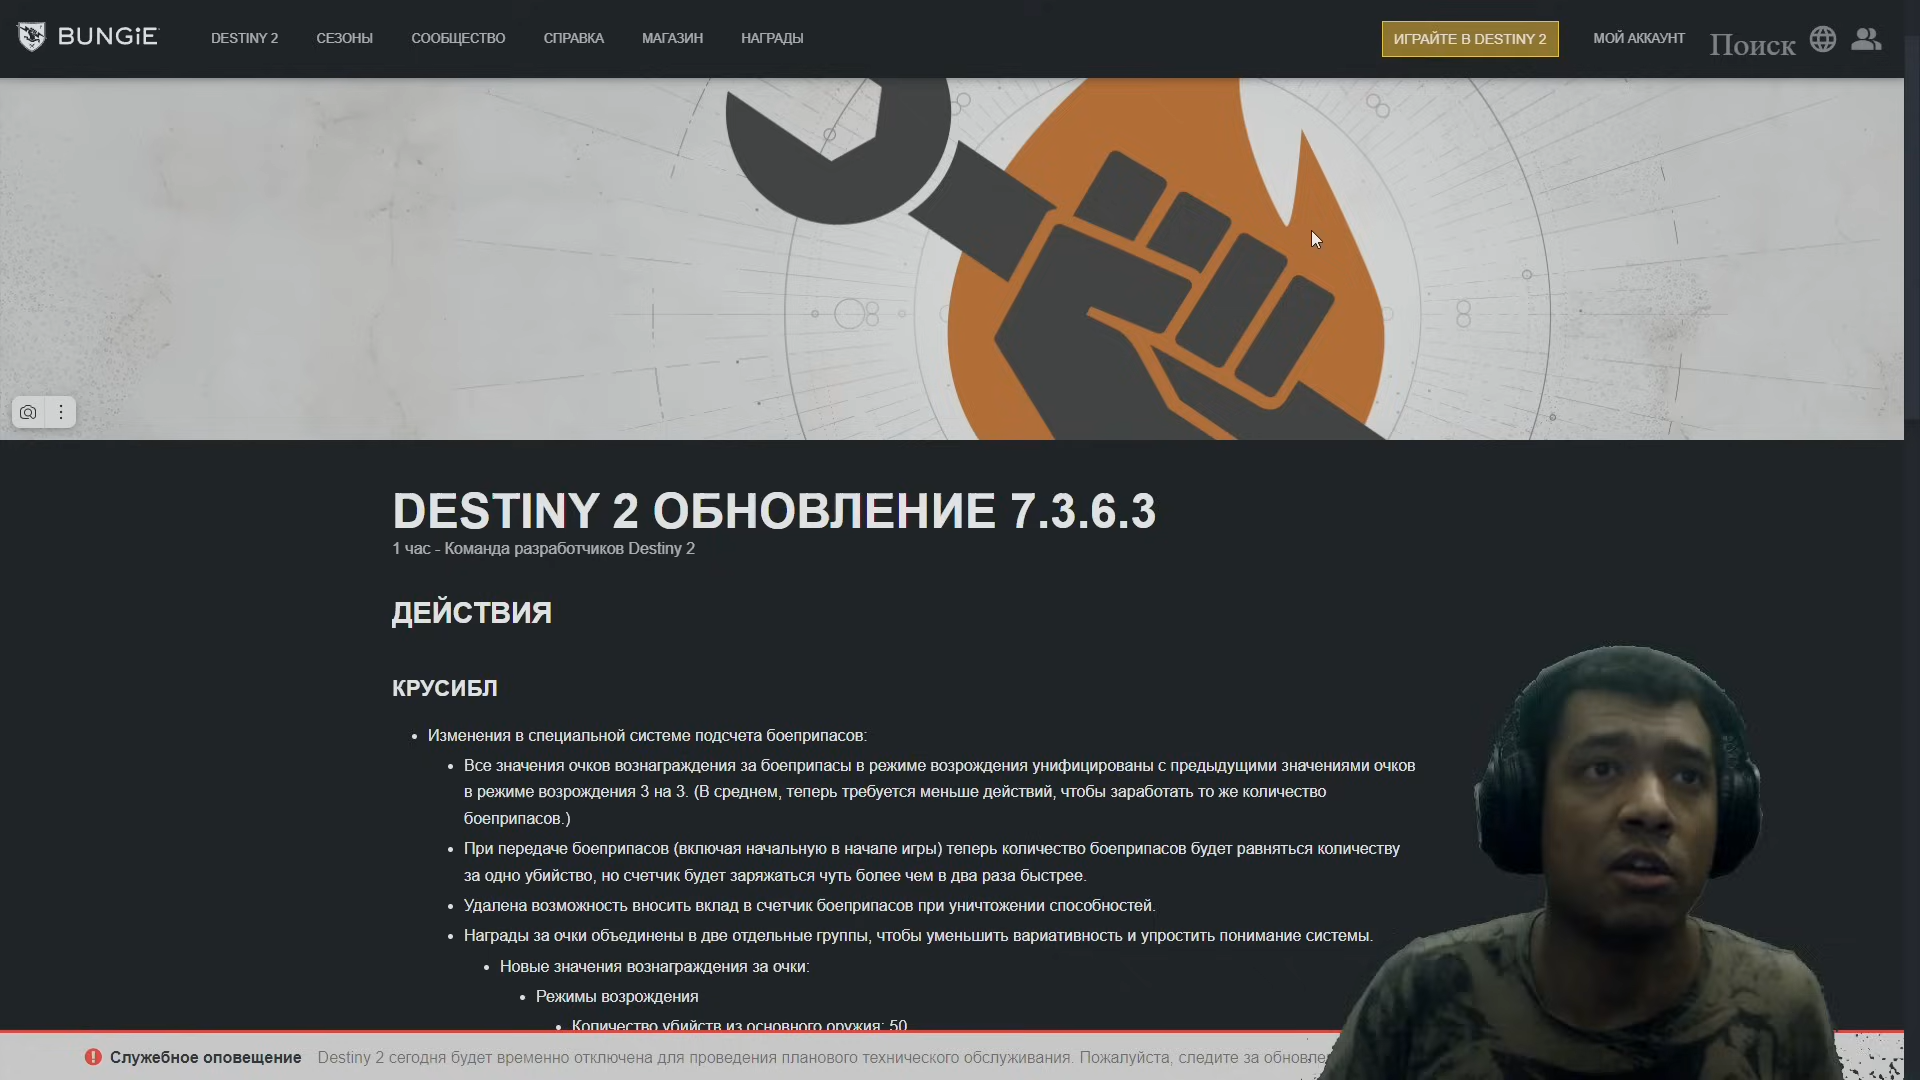 BUNGiE
DESTINY 2
СЕЗОНЫ
СООБЩЕСТВО
СПРАВКА
МАГАЗИН
НАГРАДЫ
ИГРАЙТЕ В DESTINY 2
МОЙ АККАУНТ
Поиск
DESTINY 2 ОБНОВЛЕНИЕ 7.3.6.3
1 час - Команда разработчиков Destiny 2
ДЕЙСТВИЯ
КРУСИБЛ
Изменения в специальной системе подсчета боеприпасов:
Все значения очков вознаграждения за боеприпасы в режиме возрождения унифицированы с предыдущими значениями очков
в режиме возрождения 3 на 3. (В среднем, теперь требуется меньше действий, чтобы заработать то же количество
боеприпасов.)
При передаче боеприпасов (включая начальную в начале игры) теперь количество боеприпасов будет равняться количеству
за одно убийство, но счетчик будет заряжаться чуть более чем в два раза быстрее.
Удалена возможность вносить вклад в счетчик боеприпасов при уничтожении способностей.
Награды за очки объединены в две отдельные группы, чтобы уменьшить вариативность и упростить понимание системы.
Новые значения вознаграждения за очки:
Режимы возрождения
Количество убийств из основного оружия: 50
Служебное оповещение Destiny 2 сегодня будет временно отключена для проведения планового технического обслуживания. Пожалуйста, следите за